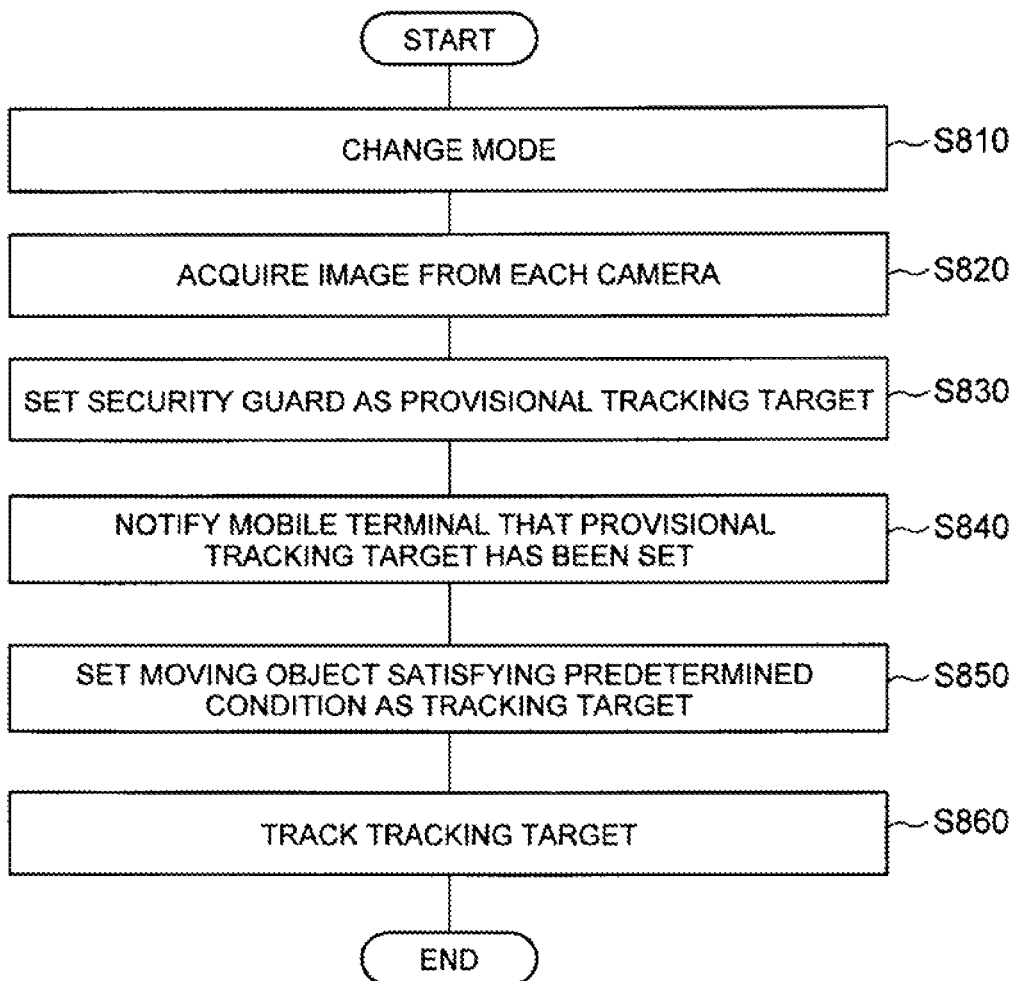 START
CHANGE MODE
S810
ACQUIRE IMAGE FROM EACH CAMERA
S820
SET SECURITY GUARD AS PROVISIONAL TRACKING TARGET
S830
NOTIFY MOBILE TERMINAL THAT PROVISIONAL
TRACKING TARGET HAS BEEN SET
S840
SET MOVING OBJECT SATISFYING PREDETERMINED
CONDITION AS TRACKING TARGET
S850
TRACK TRACKING TARGET
S860
END